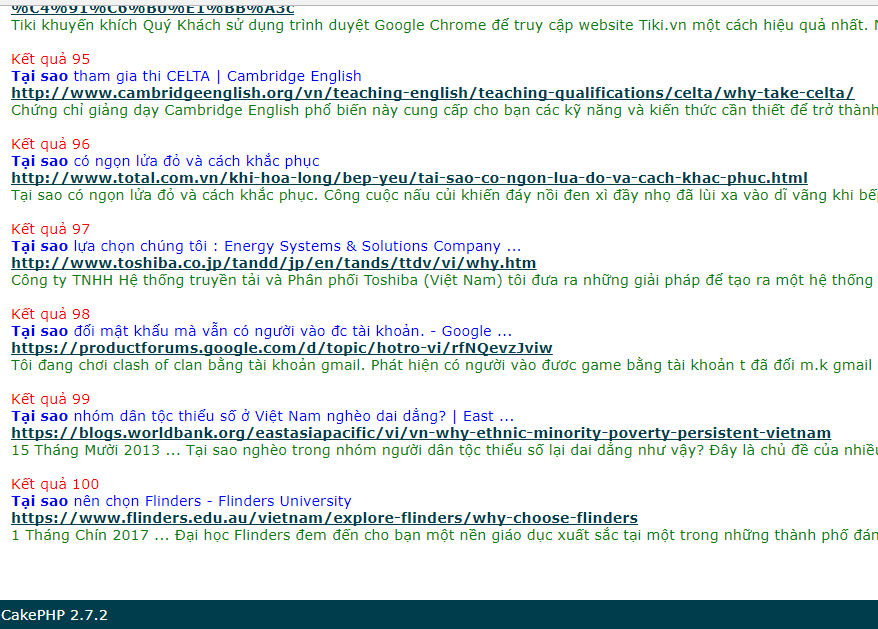 %C4%91%C6%B0%E1%BB%A3c
Tiki khuyến khích Quý Khách sử dụng trình duyệt Google Chrome để truy cập website Tiki.vn một cách hiệu quả nhất.
Kết quả 95
Tại sao tham gia thi CELTA | Cambridge English
http://www.cambridgeenglish.org/vn/teaching-english/teaching-qualifications/celta/why-take-celta/
Chứng chỉ giảng dạy Cambridge English phổ biến này cung cấp cho bạn các kỹ năng và kiến thức cần thiết để trở thành
Kết quả 96
Tại sao có ngọn lửa đỏ và cách khắc phục
http://www.total.com.vn/khi-hoa-long/bep-yeu/tai-sao-co-ngon-lua-do-va-cach-khac-phuc.html
Tại sao có ngọn lửa đỏ và cách khắc phục. Công cuộc nấu củi khiến đáy nồi đen xì đầy nhọ đã lùi xa vào dĩ vãng khi bếp
Kết quả 97
Tại sao lựa chọn chúng tôi : Energy Systems & Solutions Company ...
http://www.toshiba.co.jp/tandd/jp/en/tands/ttdv/vi/why.htm
Công ty TNHH Hệ thống truyền tải và Phân phối Toshiba (Việt Nam) tôi đưa ra những giải pháp để tạo ra một hệ thống
Kết quả 98
Tại sao đổi mật khẩu mà vẫn có người vào đc tài khoản. - Google ...
https://productforums.google.com/d/topic/hotro-vi/rfNQevzJviw
Tôi đang chơi clash of clan bằng tài khoản gmail. Phát hiện có người vào đươc game bằng tài khoản t đã đổi m.k gmail
Kết quả 99
Tại sao nhóm dân tộc thiểu số ở Việt Nam nghèo dai dẳng? | East ...
https://blogs.worldbank.org/eastasiapacific/vi/vn-why-ethnic-minority-poverty-persistent-vietnam
15 Tháng Mười 2013 ... Tại sao nghèo trong nhóm người dân tộc thiểu số lại dai dẳng như vậy? Đây là chủ đề của nhiều
Kết quả 100
Tại sao nên chọn Flinders - Flinders University
https://www.flinders.edu.au/vietnam/explore-flinders/why-choose-flinders
1 Tháng Chín 2017 ... Đại học Flinders đem đến cho bạn một nền giáo dục xuất sắc tại một trong những thành phố đán
CakePHP 2.7.2